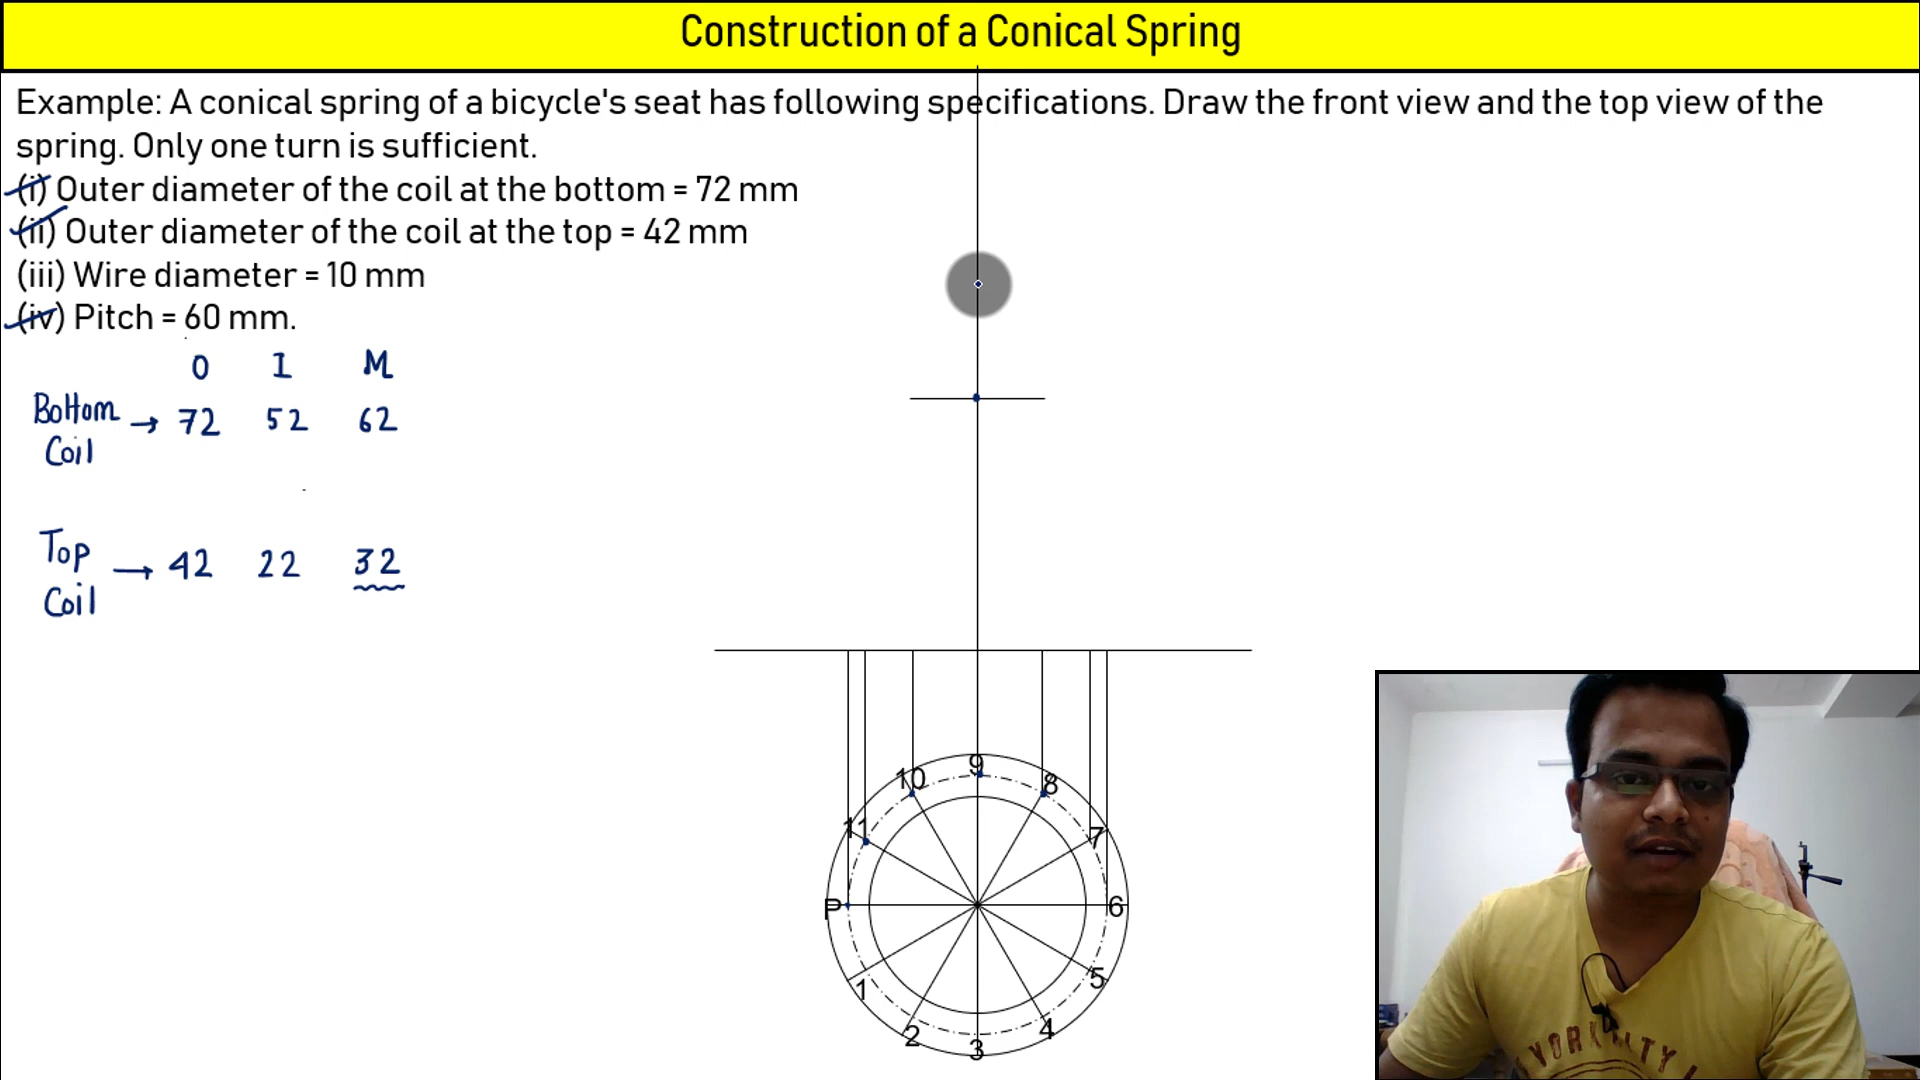 Construction of a Conical Spring
Example: A conical spring of a bicycle's seat has following specifications. Draw the front view and the top view of the
spring. Only one turn is sufficient.
(i) Outer diameter of the coil at the bottom = 72 mm
(ii) Outer diameter of the coil at the top = 42 mm
(iii) Wire diameter = 10 mm
(iv) Pitch = 60 mm.
O I M
Bottom Coil → 72 52 62
Top Coil → 42 22 32
9
10 8
11 7
P 6
1 5
2 4
3